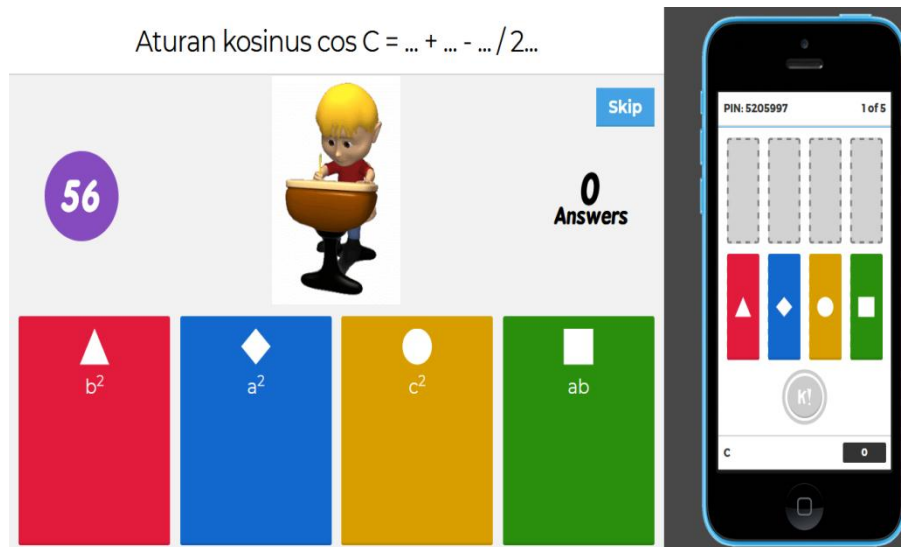 Aturan kosinus cos C = ... + ... - ... / 2...
Skip
56
0
Answers
b²
a²
c²
ab
PIN: 5205997 1 of 5
K!
C 0